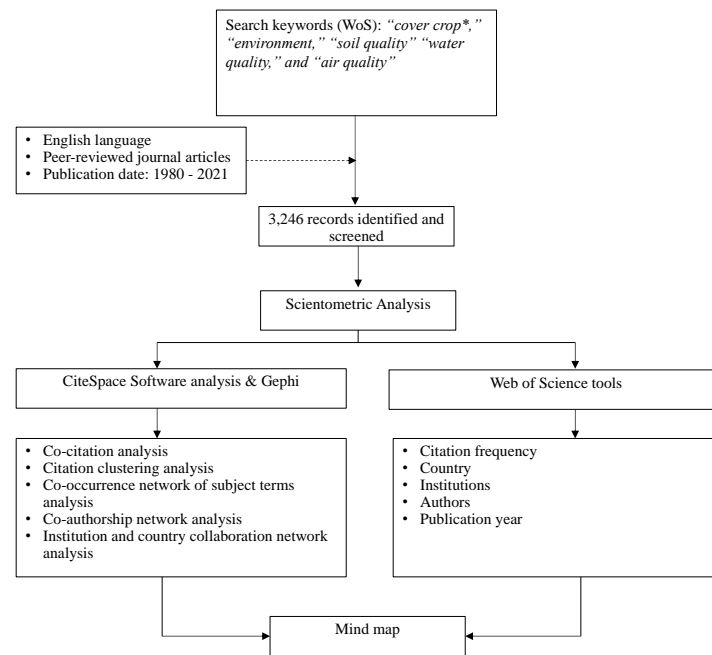 Search keywords (WoS): “cover crop*,”
“environment,” “soil quality” “water
quality,” and “air quality”
• English language
• Peer-reviewed journal articles
• Publication date: 1980 - 2021
3,246 records identified and
screened
Scientometric Analysis
CiteSpace Software analysis & Gephi
Web of Science tools
• Co-citation analysis
• Citation clustering analysis
• Co-occurrence network of subject terms
analysis
• Co-authorship network analysis
• Institution and country collaboration network
analysis
• Citation frequency
• Country
• Institutions
• Authors
• Publication year
Mind map